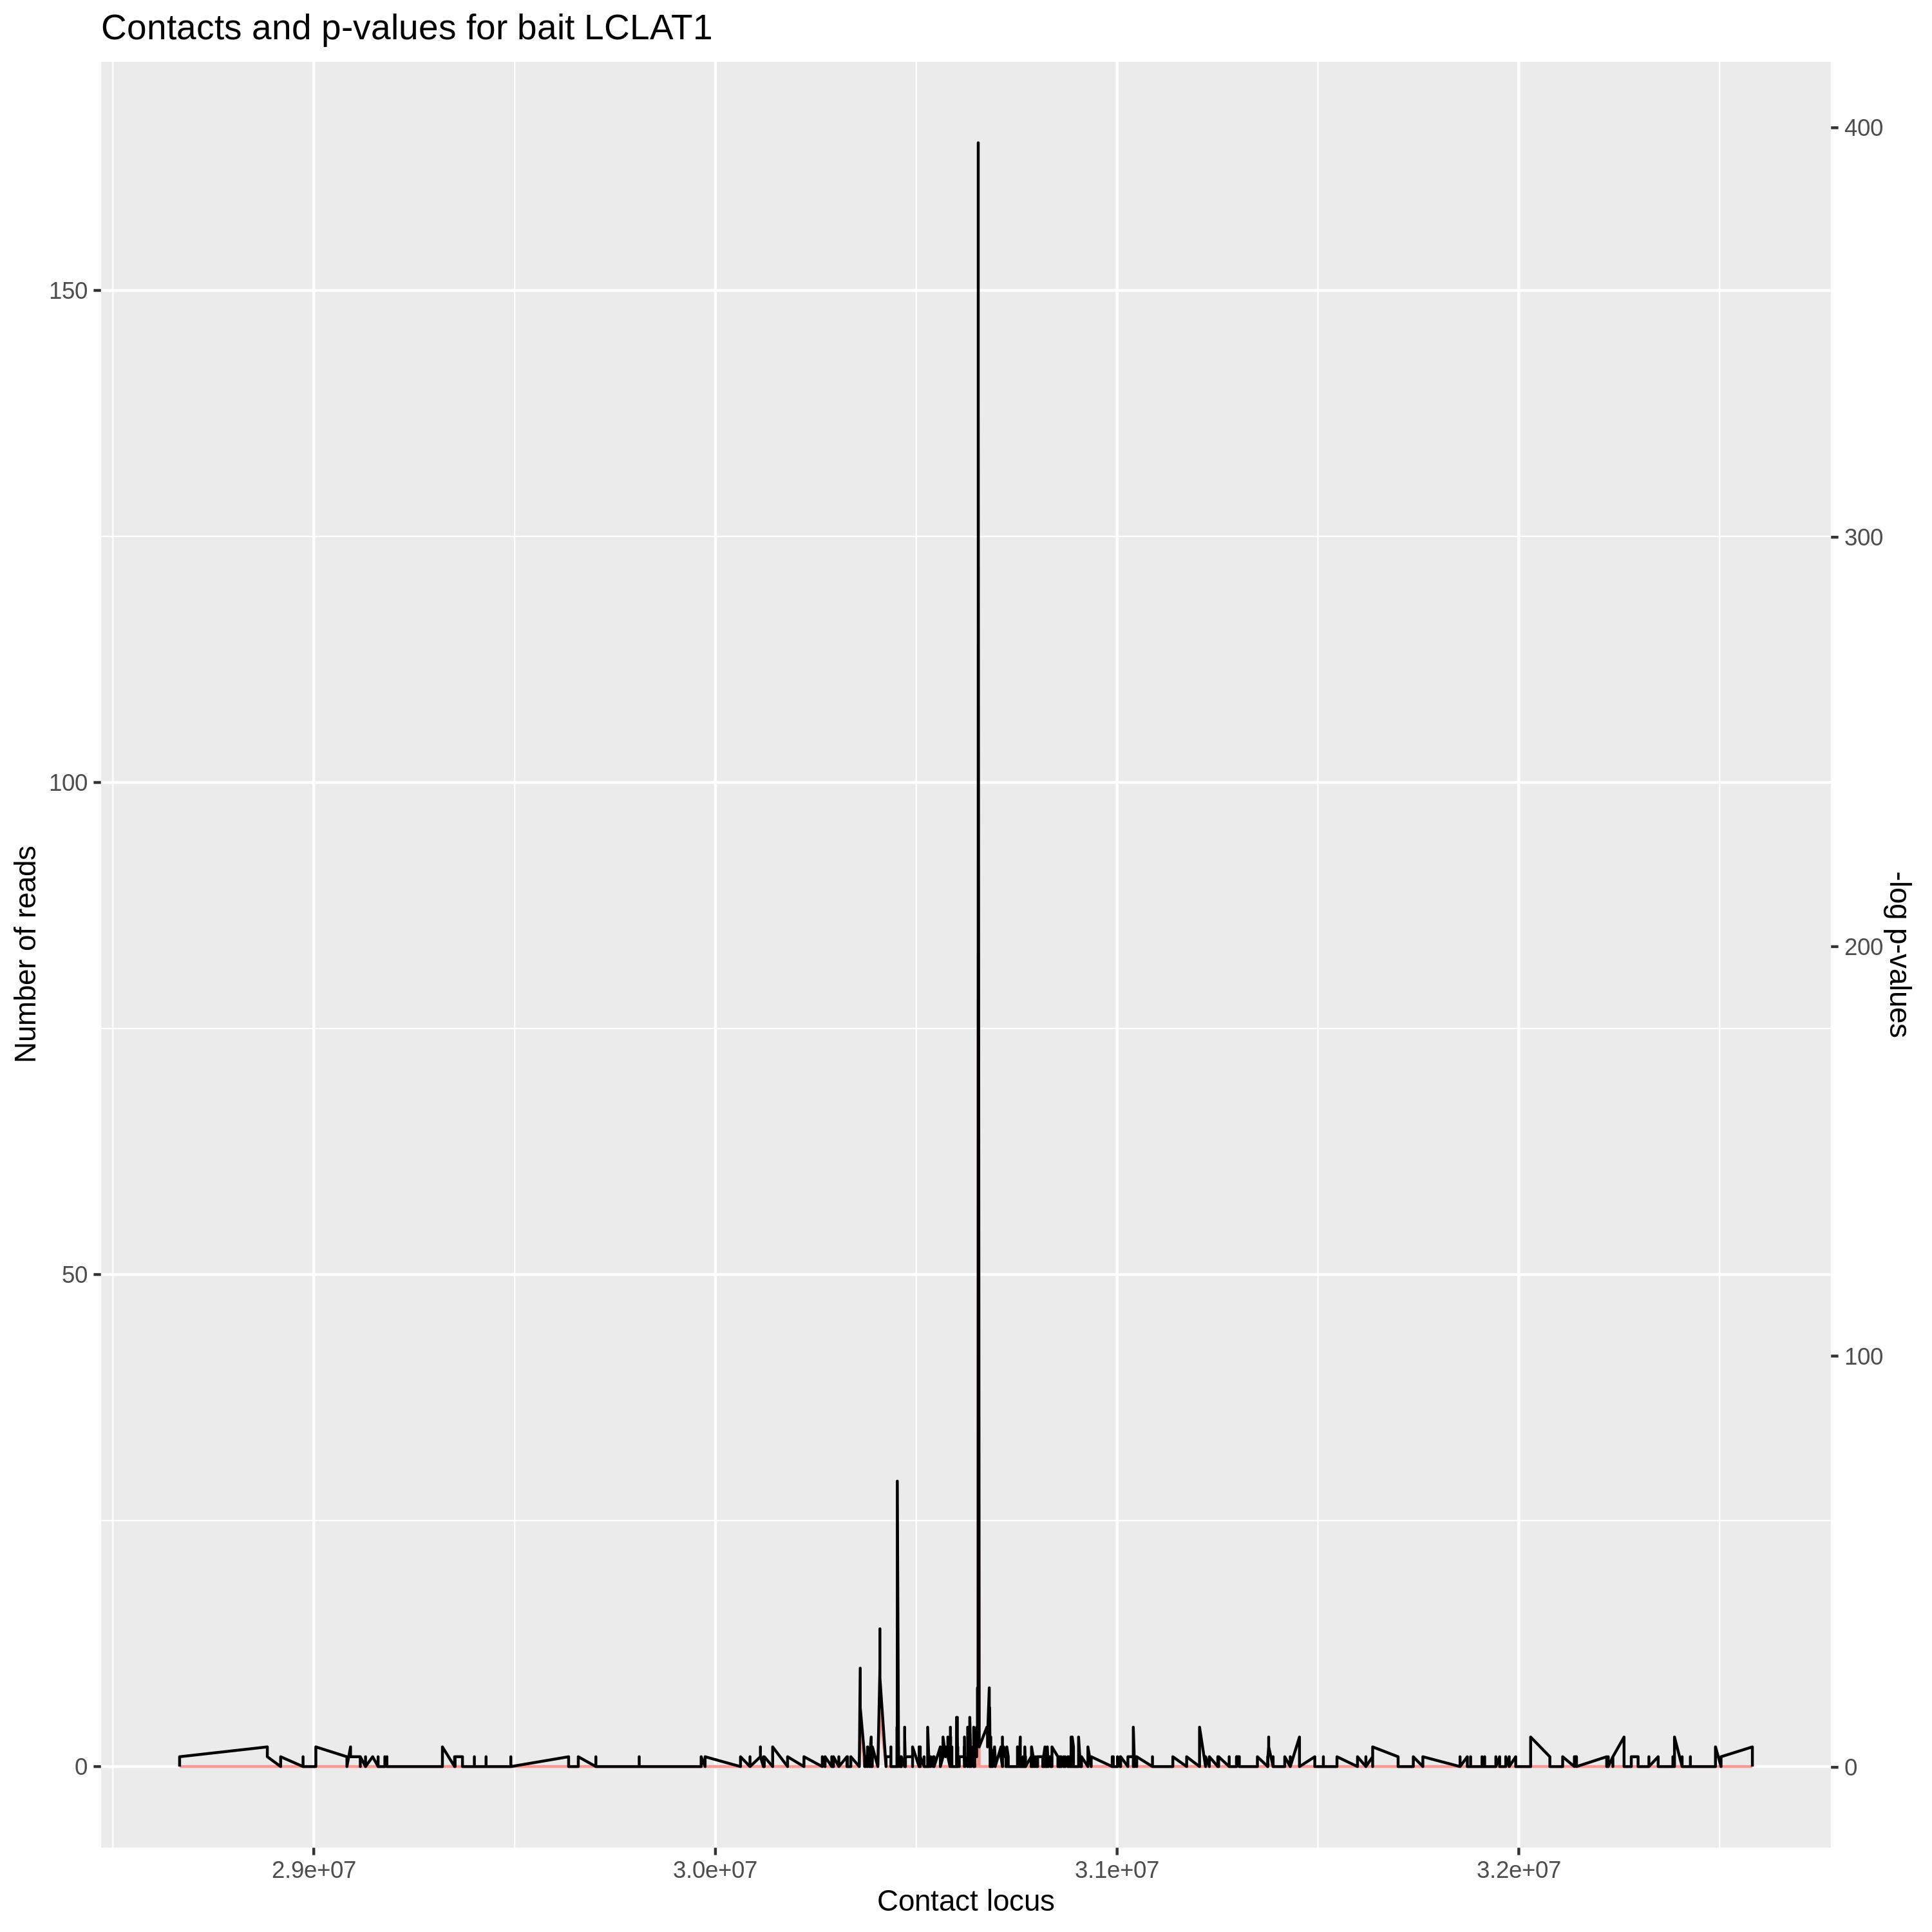 Contacts and p-values for bait LCLAT1
400
150
300
100
Number of reads
-log p-values
200
50
100
0
0
2.9e+07
3.0e+07
3.1e+07
3.2e+07
Contact locus